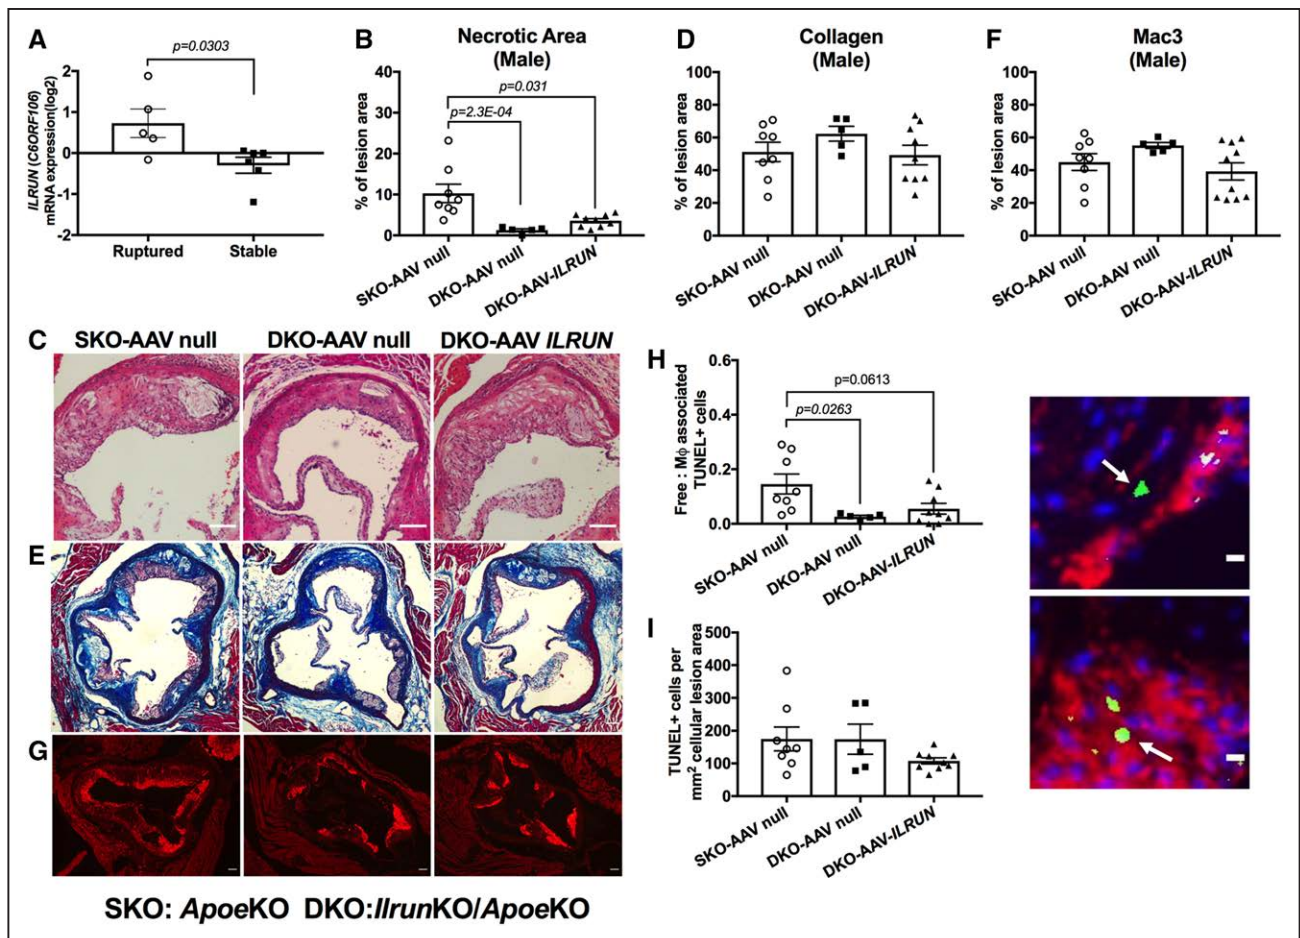 A
p=0.0303
ILRUN (C6ORF106)
mRNA expression(log2)
2
1
0
-1
-2
Ruptured
Stable
B
Necrotic Area
(Male)
% of lesion area
40
30
20
10
0
p=0.031
p=2.3E-04
SKO-AAV null
DKO-AAV null
DKO-AAV-ILRUN
D
Collagen
(Male)
% of lesion area
100
80
60
40
20
0
SKO-AAV null
DKO-AAV null
DKO-AAV-ILRUN
F
Mac3
(Male)
% of lesion area
100
80
60
40
20
0
SKO-AAV null
DKO-AAV null
DKO-AAV-ILRUN
C
SKO-AAV null
DKO-AAV null
DKO-AAV ILRUN
E
G
SKO: ApoeKO DKO:IlrunKO/ApoeKO
H
Free : Mϕ associated
TUNEL+ cells
0.6
0.4
0.2
0.0
p=0.0613
p=0.0263
SKO-AAV null
DKO-AAV null
DKO-AAV-ILRUN
I
TUNEL+ cells per
mm² cellular lesion area
500
400
300
200
100
0
SKO-AAV null
DKO-AAV null
DKO-AAV-ILRUN